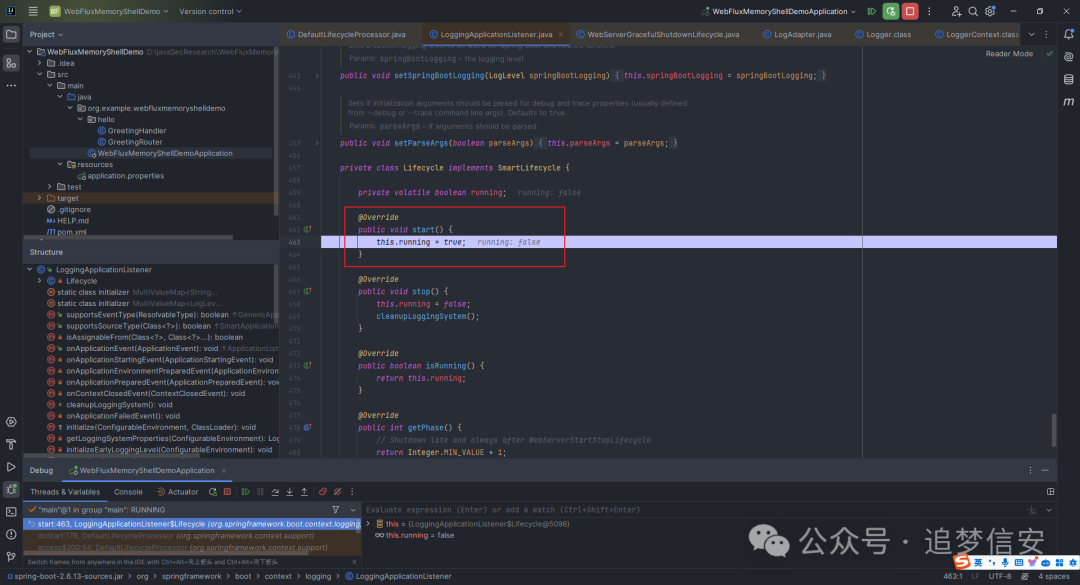 WF WebFluxMemoryShellDemo Version control WebFluxMemoryShellDemoApplication
Project DefaultLifecycleProcessor.java LoggingApplicationListener.java WebServerGracefulShutdownLifecycle.java LogAdapter.java Logger.class LoggerContext.class
WebFluxMemoryShellDemo D:\javaSecResearch\WebFluxMemory
.idea
src
main
java
org.example.webfluxmemoryshelldemo
hello
GreetingHandler
GreetingRouter
WebFluxMemoryShellDemoApplication
resources
application.properties
test
target
.gitignore
HELP.md
pom.xml
Structure
LoggingApplicationListener
Lifecycle
static class initializer MultiValueMap<String...
static class initializer MultiValueMap<LogLev...
supportsEventType(ResolvableType): boolean ↑GenericApp
supportsSourceType(Class<?>): boolean ↑SmartApplication
isAssignableFrom(Class<?>, Class<?>...): boolean
onApplicationEvent(ApplicationEvent): void ↑ApplicationList
onApplicationStartingEvent(ApplicationStartingEvent): void
onApplicationEnvironmentPreparedEvent(ApplicationEnviron
onApplicationPreparedEvent(ApplicationPreparedEvent): voi
onContextClosedEvent(ContextClosedEvent): void
cleanupLoggingSystem(): void
onApplicationFailedEvent(): void
initialize(ConfigurableEnvironment, ClassLoader): void
getLoggingSystemProperties(ConfigurableEnvironment): Log
initializeEarlyLoggingLevel(ConfigurableEnvironment): void
Reader Mode
Params: springBootLogging – the logging level
443 public void setSpringBootLogging(LogLevel springBootLogging) { this.springBootLogging = springBootLogging; }
446
Sets if initialization arguments should be parsed for debug and trace properties (usually defined
from --debug or --trace command line args). Defaults to true.
Params: parseArgs – if arguments should be parsed
453 public void setParseArgs(boolean parseArgs) { this.parseArgs = parseArgs; }
456
457 private class Lifecycle implements SmartLifecycle {
458
459 private volatile boolean running; running: false
460
461 @Override
462 public void start() {
463 this.running = true; running: false
464 }
465
466 @Override
467 public void stop() {
468 this.running = false;
469 cleanupLoggingSystem();
470 }
471
472 @Override
473 public boolean isRunning() {
474 return this.running;
475 }
476
477 @Override
478 public int getPhase() {
479 // Shutdown late and always after WebServerStartStopLifecycle
480 return Integer.MIN_VALUE + 1;
Debug WebFluxMemoryShellDemoApplication
Threads & Variables Console Actuator
"main"@1 in group "main": RUNNING
start:463, LoggingApplicationListener$Lifecycle (org.springframework.boot.context.logging
doStart:178, DefaultLifecycleProcessor (org.springframework.context.support)
access$200:54, DefaultLifecycleProcessor (org.springframework.context.support)
Switch frames from anywhere in the IDE with Ctrl+Alt+向上箭头 and Ctrl+Alt+向下箭头
Evaluate expression (Enter) or add a watch (Ctrl+Shift+Enter)
this = {LoggingApplicationListener$Lifecycle@5096}
this.running = false
公众号 · 追梦信安
英
spring-boot-2.6.13-sources.jar > org > springframework > boot > context > logging > LoggingApplicationListener 463:1 LF UTF-8 4 spaces